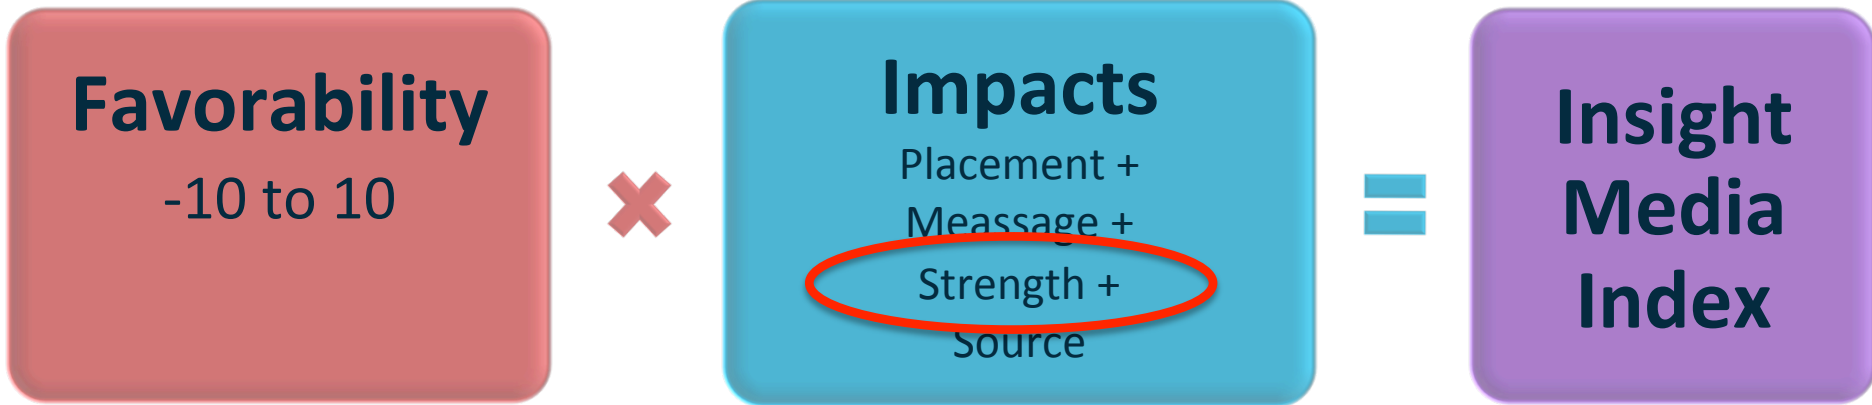 Favorability
-10 to 10
Impacts
Placement +
Meassage +
Strength +
Source
Insight
Media
Index